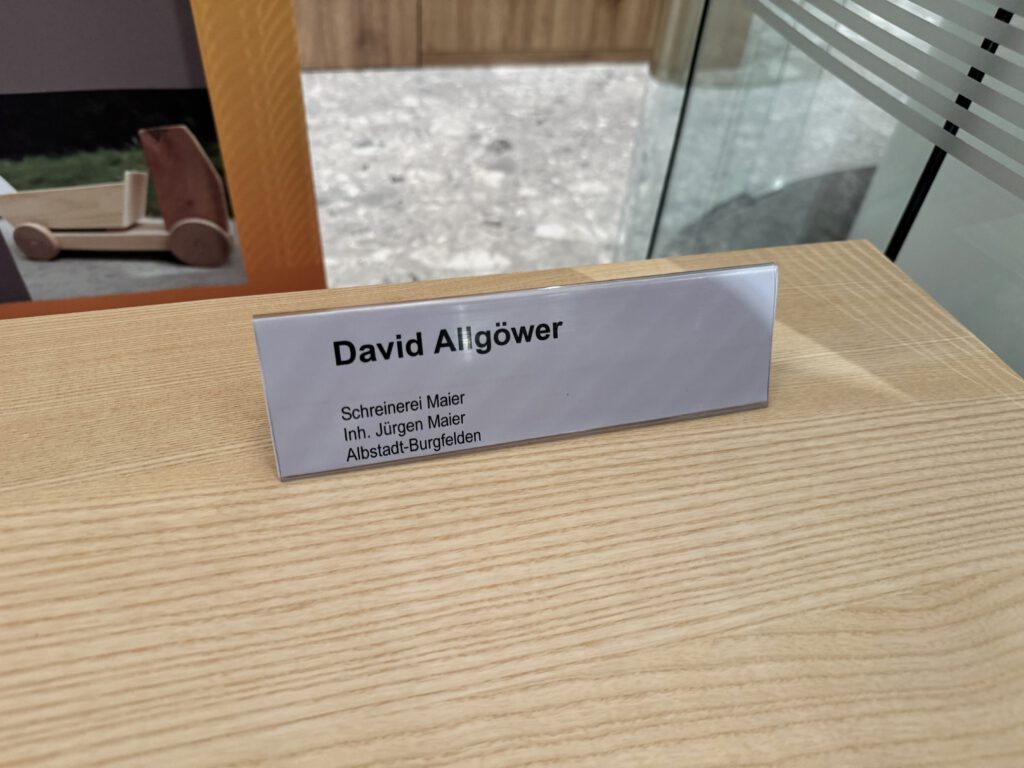 David Allgöwer
Schreinerei Maier
Inh. Jürgen Maier
Albstadt-Burgfelden